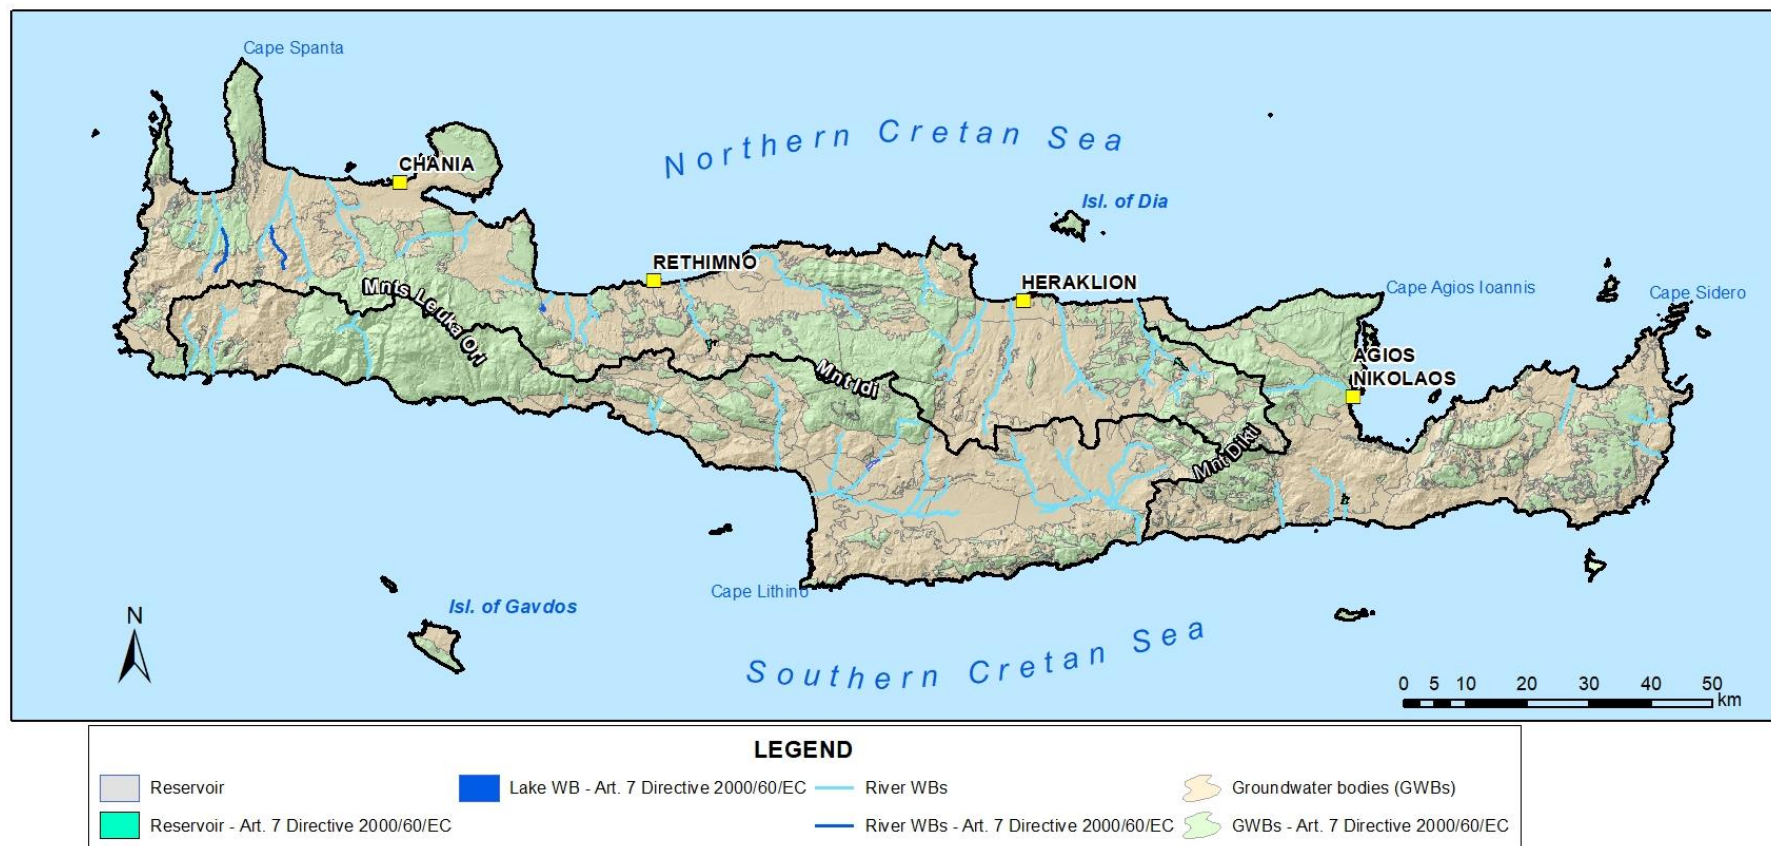 Cape Spanta
Northern Cretan Sea
CHANIA
Isl. of Dia
RETHIMNO
HERAKLION
Mnts Leuka Ori
Cape Agios Ioannis
Cape Sidero
AGIOS
NIKOLAOS
Mnt Idi
Mnt Dikti
Cape Lithino
Isl. of Gavdos
N
Southern Cretan Sea
0 5 10 20 30 40 50
km
LEGEND
Reservoir
Lake WB - Art. 7 Directive 2000/60/EC
River WBs
Groundwater bodies (GWBs)
Reservoir - Art. 7 Directive 2000/60/EC
River WBs - Art. 7 Directive 2000/60/EC
GWBs - Art. 7 Directive 2000/60/EC